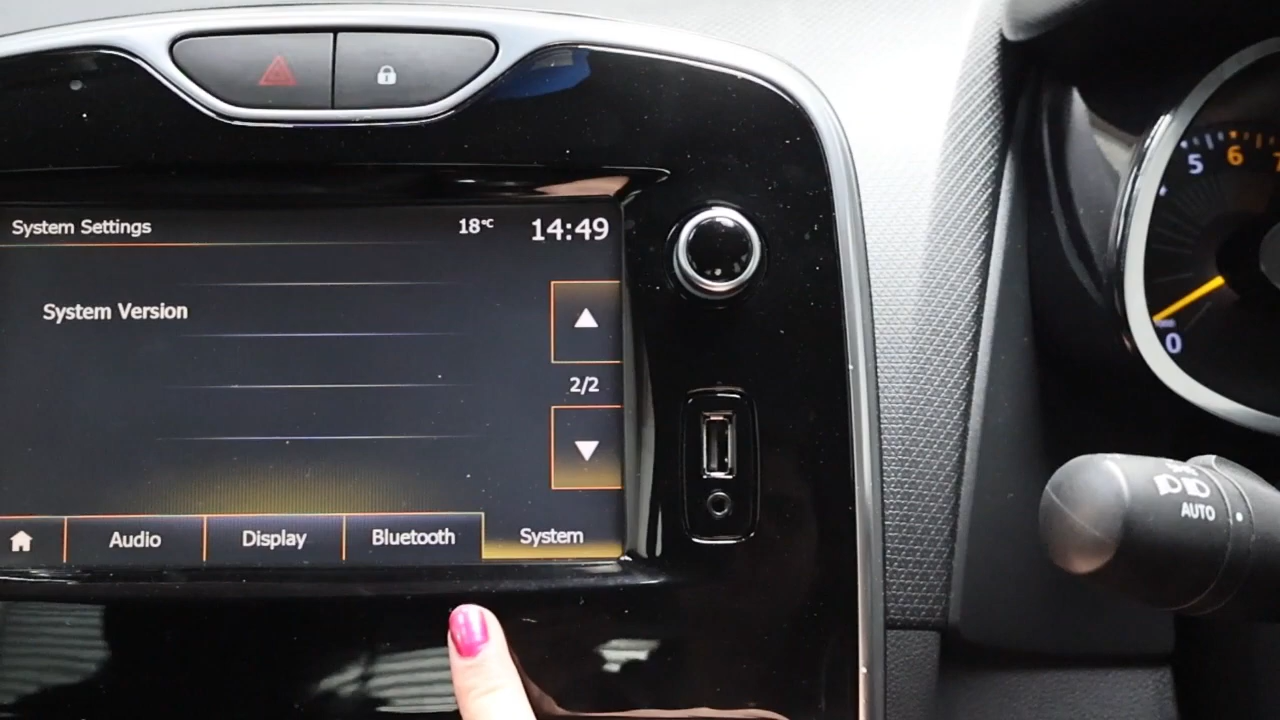 System Settings 18°C 14:49
System Version
2/2
Audio Display Bluetooth System
5 6
0
AUTO